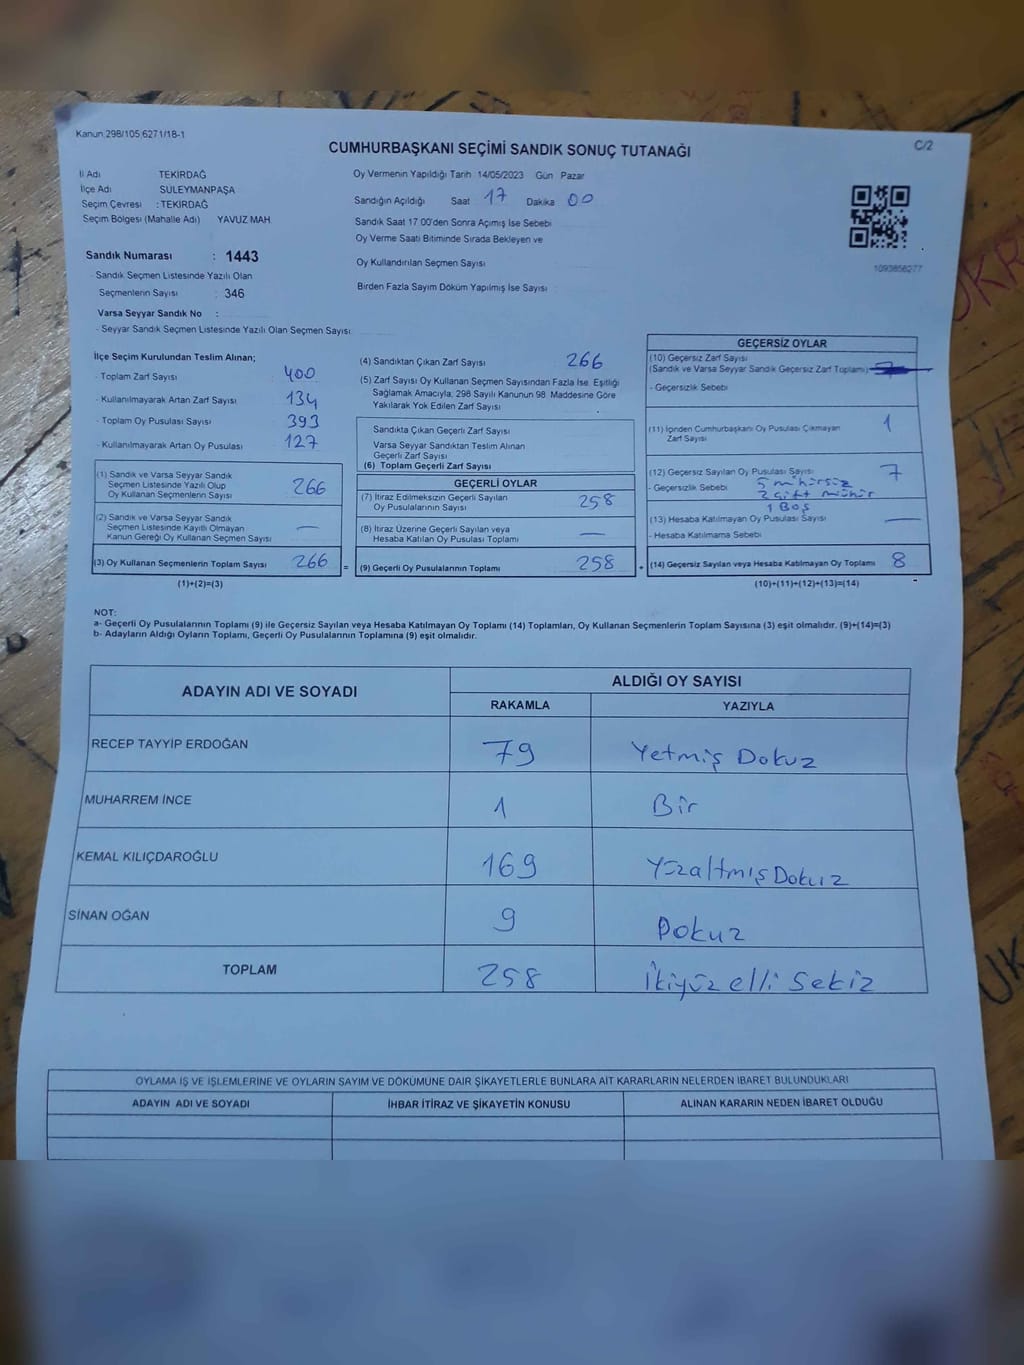 Kanun.298/105,6271/18-1
C/2
CUMHURBAŞKANI SEÇİMİ SANDIK SONUÇ TUTANAĞI
İl Adı TEKİRDAĞ
İlçe Adı SÜLEYMANPAŞA
Seçim Çevresi : TEKİRDAĞ
Seçim Bölgesi (Mahalle Adı) YAVUZ MAH.
Sandık Numarası : 1443
- Sandık Seçmen Listesinde Yazılı Olan
Seçmenlerin Sayısı : 346
Varsa Seyyar Sandık No :
- Seyyar Sandık Seçmen Listesinde Yazılı Olan Seçmen Sayısı
Oy Vermenin Yapıldığı Tarih 14/05/2023 Gün Pazar
Sandığın Açıldığı Saat 17 Dakika 00
Sandık Saat 17.00'den Sonra Açımış İse Sebebi
Oy Verme Saati Bitiminde Sırada Bekleyen ve
Oy Kullandırılan Seçmen Sayısı
Birden Fazla Sayım Döküm Yapılmış İse Sayısı
1093856277
İlçe Seçim Kurulundan Teslim Alınan;
- Toplam Zarf Sayısı 400
- Kullanılmayarak Artan Zarf Sayısı 134
- Toplam Oy Pusulası Sayısı 393
- Kullanılmayarak Artan Oy Pusulası 127
(1) Sandık ve Varsa Seyyar Sandık
Seçmen Listesinde Yazılı Olup
Oy Kullanan Seçmenlerin Sayısı 266
(2) Sandık ve Varsa Seyyar Sandık
Seçmen Listesinde Kayıtlı Olmayan
Kanun Gereği Oy Kullanan Seçmen Sayısı —
(3) Oy Kullanan Seçmenlerin Toplam Sayısı 266 =
(1)+(2)=(3)
(4) Sandıktan Çıkan Zarf Sayısı 266
(5) Zarf Sayısı Oy Kullanan Seçmen Sayısından Fazla İse, Eşitliği
Sağlamak Amacıyla, 298 Sayılı Kanunun 98. Maddesine Göre
Yakılarak Yok Edilen Zarf Sayısı
Sandıkta Çıkan Geçerli Zarf Sayısı
Varsa Seyyar Sandıktan Teslim Alınan
Geçerli Zarf Sayısı
(6) Toplam Geçerli Zarf Sayısı
GEÇERLİ OYLAR
(7) İtiraz Edilmeksizin Geçerli Sayılan
Oy Pusulalarının Sayısı 258
(8) İtiraz Üzerine Geçerli Sayılan veya
Hesaba Katılan Oy Pusulası Toplamı —
(9) Geçerli Oy Pusulalarının Toplamı 258 +
GEÇERSİZ OYLAR
(10) Geçersiz Zarf Sayısı
(Sandık ve Varsa Seyyar Sandık Geçersiz Zarf Toplamı)
- Geçersizlik Sebebi
(11) İçinden Cumhurbaşkanı Oy Pusulası Çıkmayan
Zarf Sayısı 1
(12) Geçersiz Sayılan Oy Pusulası Sayısı 7
- Geçersizlik Sebebi 5 mühürsüz
2 çift mühür
1 Boş
(13) Hesaba Katılmayan Oy Pusulası Sayısı —
- Hesaba Katılmama Sebebi
(14) Geçersiz Sayılan veya Hesaba Katılmayan Oy Toplamı 8
(10)+(11)+(12)+(13)=(14)
NOT:
a- Geçerli Oy Pusulalarının Toplamı (9) ile Geçersiz Sayılan veya Hesaba Katılmayan Oy Toplamı (14) Toplamları, Oy Kullanan Seçmenlerin Toplam Sayısına (3) eşit olmalıdır. (9)+(14)=(3)
b- Adayların Aldığı Oyların Toplamı, Geçerli Oy Pusulalarının Toplamına (9) eşit olmalıdır.
ADAYIN ADI VE SOYADI ALDIĞI OY SAYISI
RAKAMLA YAZIYLA
RECEP TAYYİP ERDOĞAN 79 Yetmiş Dokuz
MUHARREM İNCE 1 Bir
KEMAL KILIÇDAROĞLU 169 YüzaltmışDokuz
SİNAN OĞAN 9 Dokuz
TOPLAM 258 İkiyüz elli sekiz
OYLAMA İŞ VE İŞLEMLERİNE VE OYLARIN SAYIM VE DÖKÜMÜNE DAİR ŞİKAYETLERLE BUNLARA AİT KARARLARIN NELERDEN İBARET BULUNDUKLARI
ADAYIN ADI VE SOYADI İHBAR İTİRAZ VE ŞİKAYETİN KONUSU ALINAN KARARIN NEDEN İBARET OLDUĞU